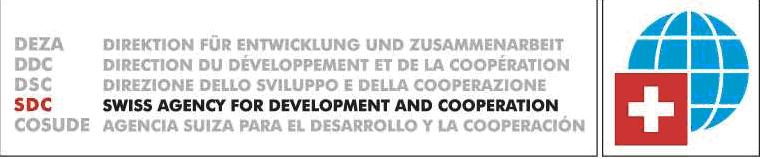 DEZA DIREKTION FÜR ENTWICKLUNG UND ZUSAMMENARBEIT
DDC DIRECTION DU DÉVELOPPEMENT ET DE LA COOPÉRATION
DSC DIREZIONE DELLO SVILUPPO E DELLA COOPERAZIONE
SDC SWISS AGENCY FOR DEVELOPMENT AND COOPERATION
COSUDE AGENCIA SUIZA PARA EL DESARROLLO Y LA COOPERACIÓN